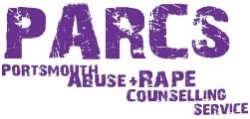 PARCS
PORTSMOUTH
ABUSE + RAPE
COUNSELLING
SERVICE